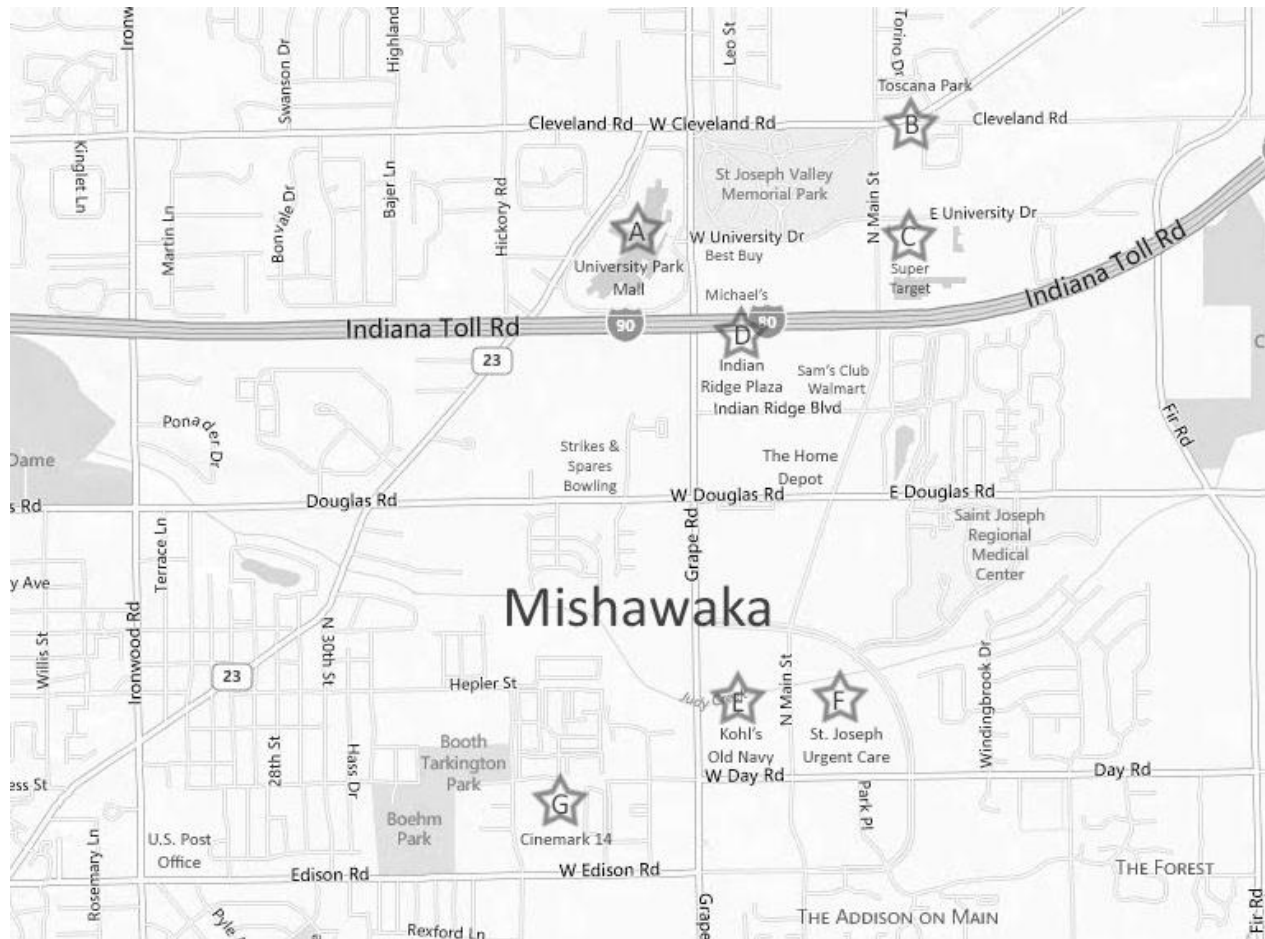 Ironw
Swanson Dr
Highland
Leo St
Torino Dr
Toscana Park
B
Cleveland Rd
W Cleveland Rd
Cleveland Rd
Kinglet Ln
Martin Ln
Bonvale Dr
Bajer Ln
Hickory Rd
St Joseph Valley
Memorial Park
N Main St
E University Dr
A
University Park
Mall
W University Dr
Best Buy
C
Super
Target
Michael's
Indiana Toll Rd
Indiana Toll Rd
90
80
D
23
Indian
Ridge Plaza
Sam's Club
Walmart
Indian Ridge Blvd
Fir Rd
C
Ponader Dr
Dame
Strikes &
Spares
Bowling
The Home
Depot
s Rd
Douglas Rd
W Douglas Rd
E Douglas Rd
Terrace Ln
Grape Rd
Saint Joseph
Regional
Medical
Center
y Ave
Mishawaka
Willis St
Ironwood Rd
N 30th St
23
Hepler St
Judy Creek
E
Kohl's
Old Navy
N Main St
F
St. Joseph
Urgent Care
Windingbrook Dr
28th St
Hass Dr
Booth
Tarkington
Park
W Day Rd
Day Rd
ess St
G
Cinemark 14
Park Pl
Boehm
Park
Rosemary Ln
U.S. Post
Office
Edison Rd
W Edison Rd
THE FOREST
Pyle
Rexford Ln
Grape
THE ADDISON ON MAIN
Fir Rd